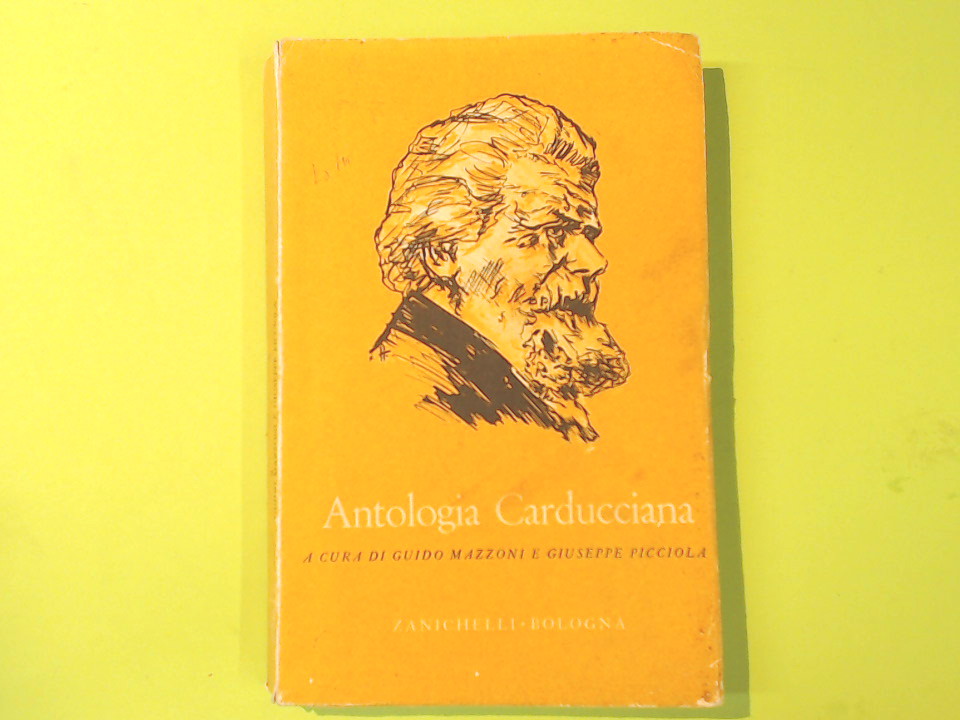 Antologia Carducciana
A CURA DI GUIDO MAZZONI E GIUSEPPE PICCIOLA
ZANICHELLI • BOLOGNA